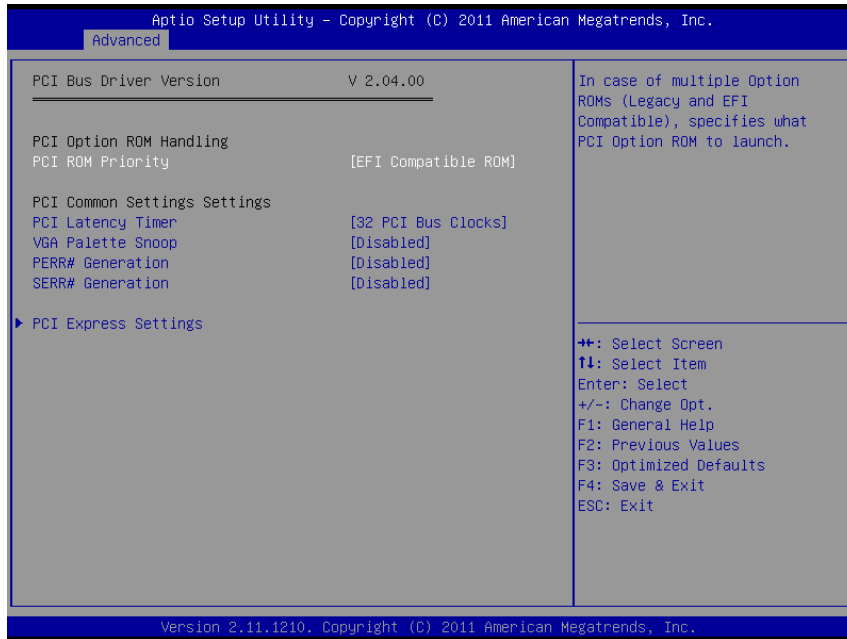 Aptio Setup Utility – Copyright (C) 2011 American Megatrends, Inc.
Advanced
PCI Bus Driver Version V 2.04.00
PCI Option ROM Handling
PCI ROM Priority [EFI Compatible ROM]
PCI Common Settings Settings
PCI Latency Timer [32 PCI Bus Clocks]
VGA Palette Snoop [Disabled]
PERR# Generation [Disabled]
SERR# Generation [Disabled]
PCI Express Settings
In case of multiple Option
ROMs (Legacy and EFI
Compatible), specifies what
PCI Option ROM to launch.
→←: Select Screen
↑↓: Select Item
Enter: Select
+/-: Change Opt.
F1: General Help
F2: Previous Values
F3: Optimized Defaults
F4: Save & Exit
ESC: Exit
Version 2.11.1210. Copyright (C) 2011 American Megatrends, Inc.